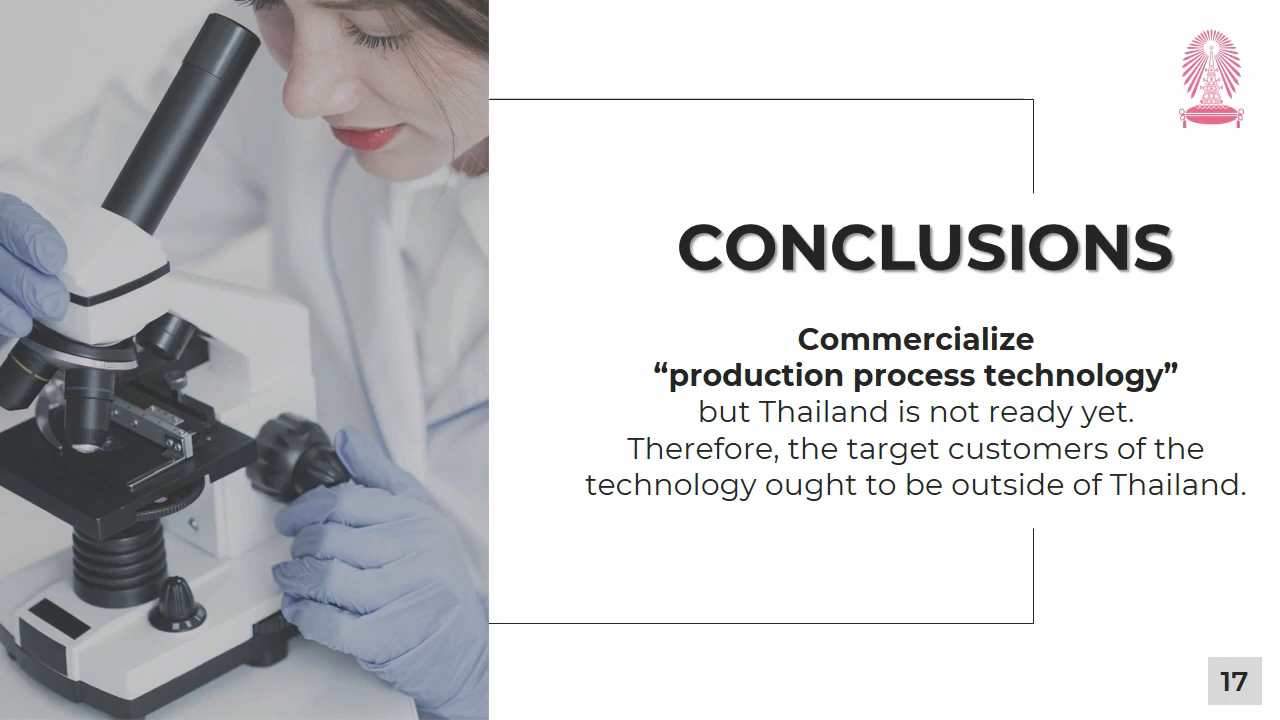 CONCLUSIONS
Commercialize
“production process technology”
but Thailand is not ready yet.
Therefore, the target customers of the
technology ought to be outside of Thailand.
17